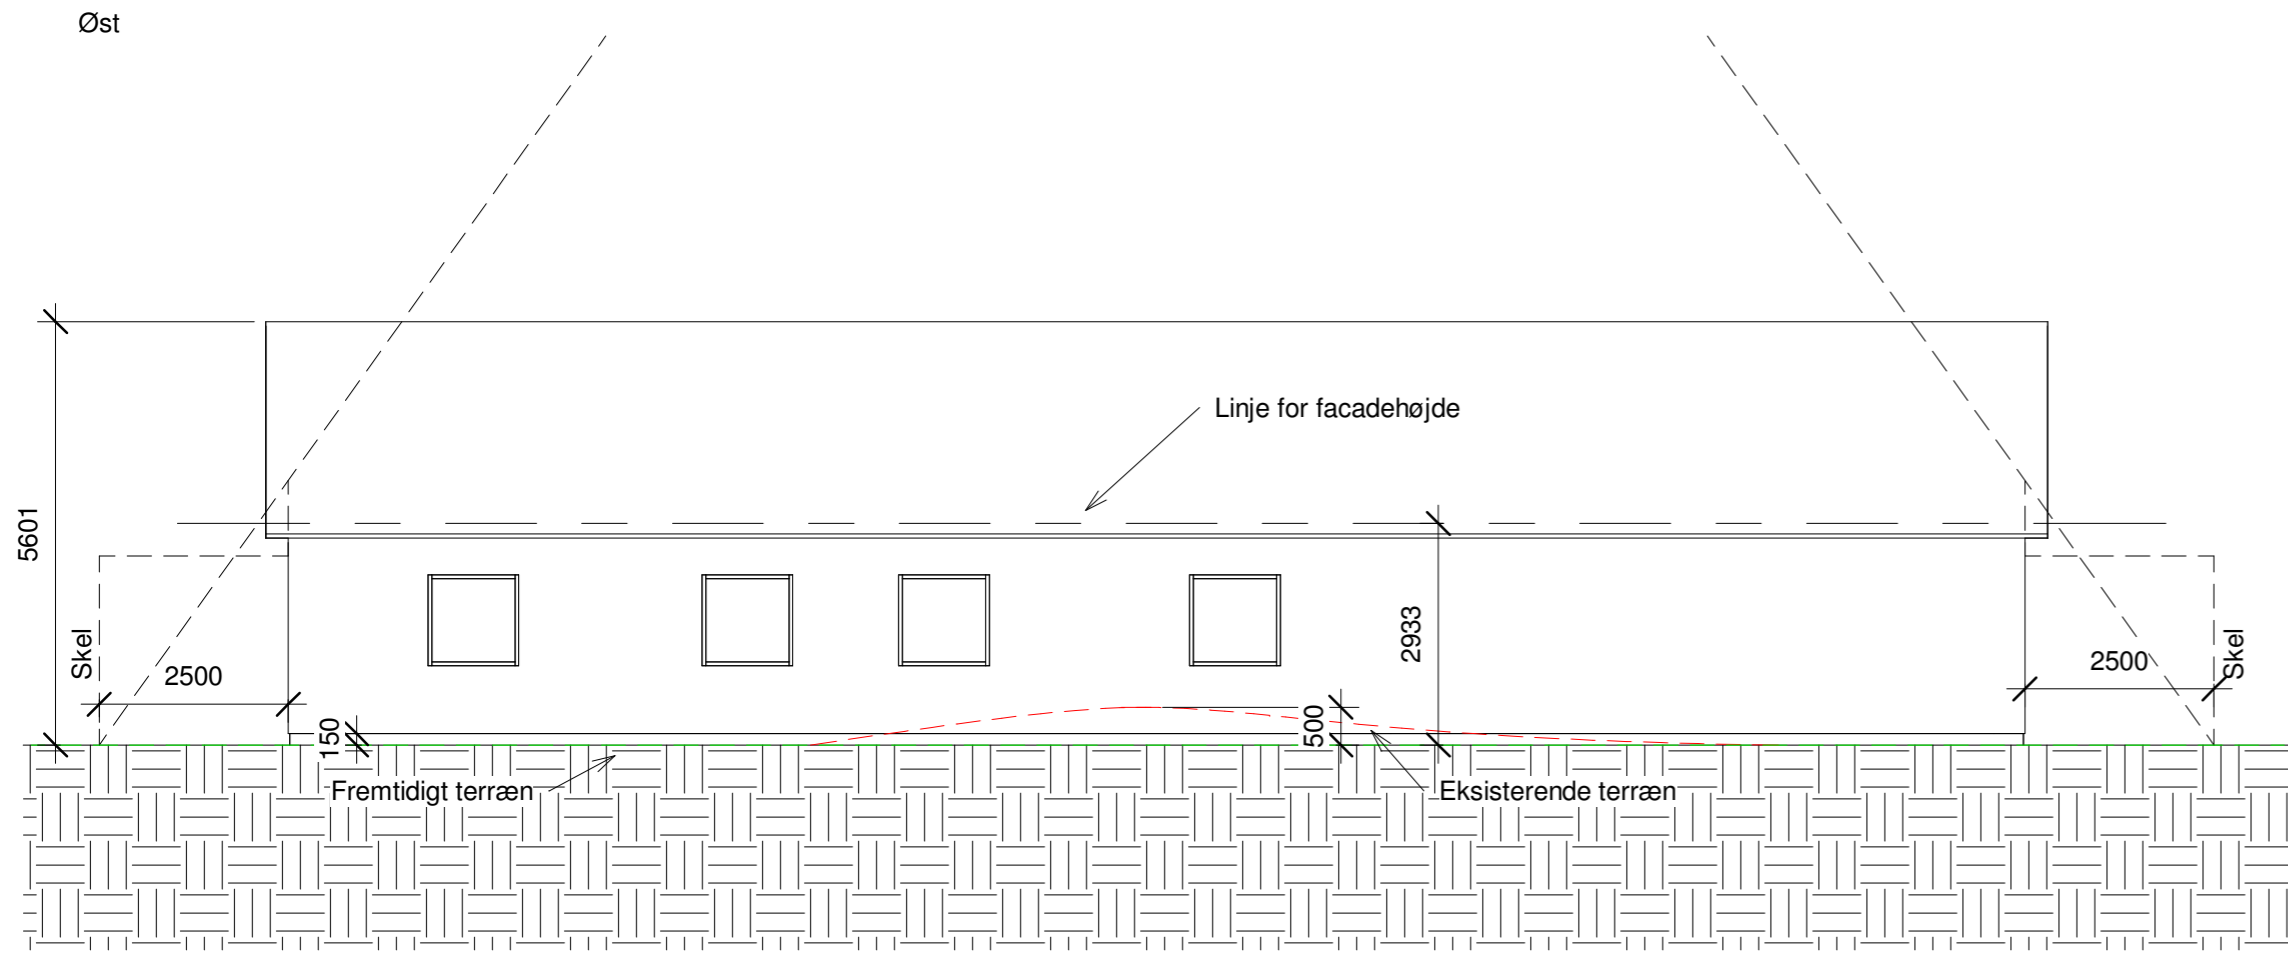 Øst
Linje for facadehøjde
5601
2933
Skel
2500
2500
Skel
150
500
Fremtidigt terræn
Eksisterende terræn